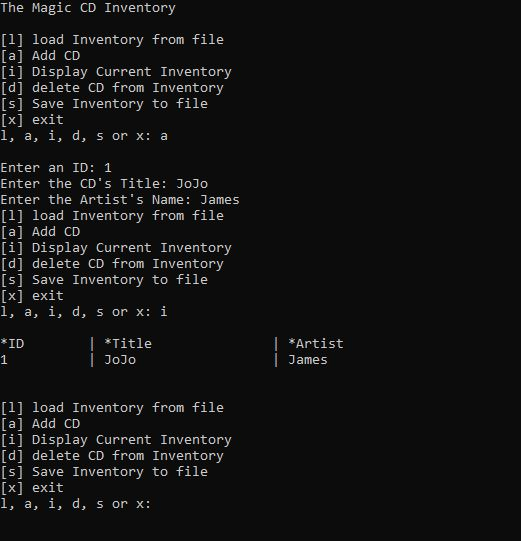 The Magic CD Inventory
[l] load Inventory from file
[a] Add CD
[i] Display Current Inventory
[d] delete CD from Inventory
[s] Save Inventory to file
[x] exit
l, a, i, d, s or x: a
Enter an ID: 1
Enter the CD's Title: JoJo
Enter the Artist's Name: James
[l] load Inventory from file
[a] Add CD
[i] Display Current Inventory
[d] delete CD from Inventory
[s] Save Inventory to file
[x] exit
l, a, i, d, s or x: i
*ID        | *Title               | *Artist
1          | JoJo                 | James
[l] load Inventory from file
[a] Add CD
[i] Display Current Inventory
[d] delete CD from Inventory
[s] Save Inventory to file
[x] exit
l, a, i, d, s or x: